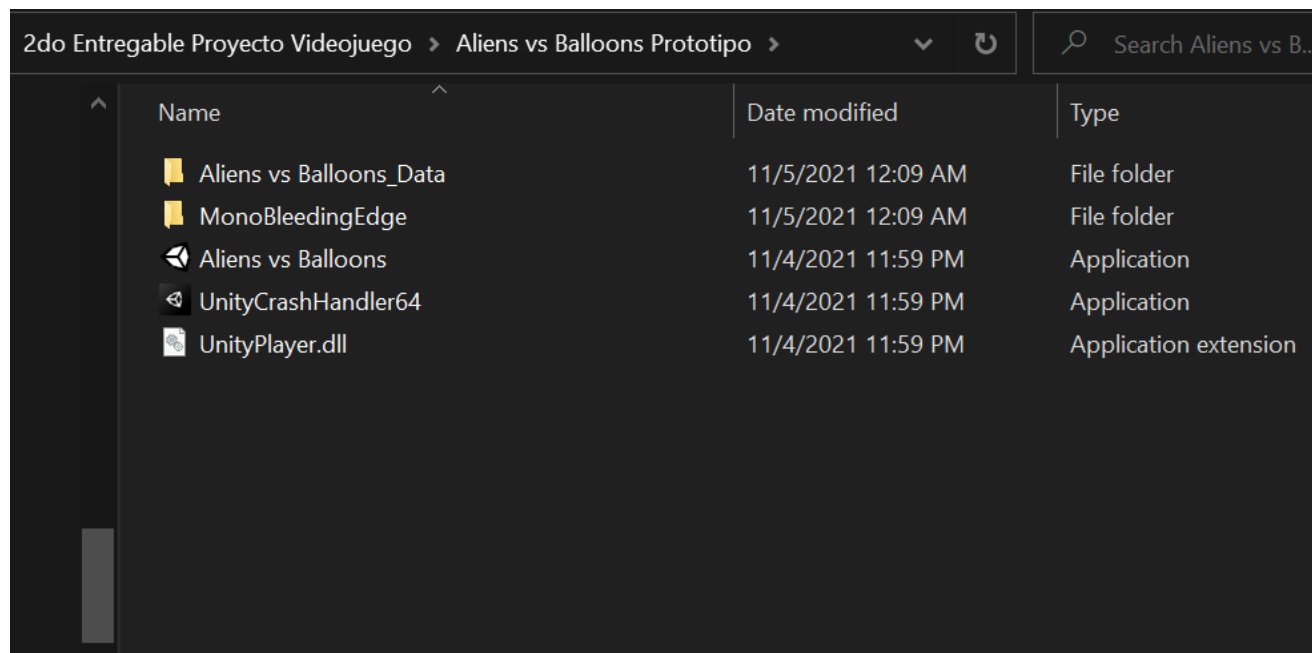 2do Entregable Proyecto Videojuego > Aliens vs Balloons Prototipo > Search Aliens vs B...
Name Date modified Type
Aliens vs Balloons_Data 11/5/2021 12:09 AM File folder
MonoBleedingEdge 11/5/2021 12:09 AM File folder
Aliens vs Balloons 11/4/2021 11:59 PM Application
UnityCrashHandler64 11/4/2021 11:59 PM Application
UnityPlayer.dll 11/4/2021 11:59 PM Application extension